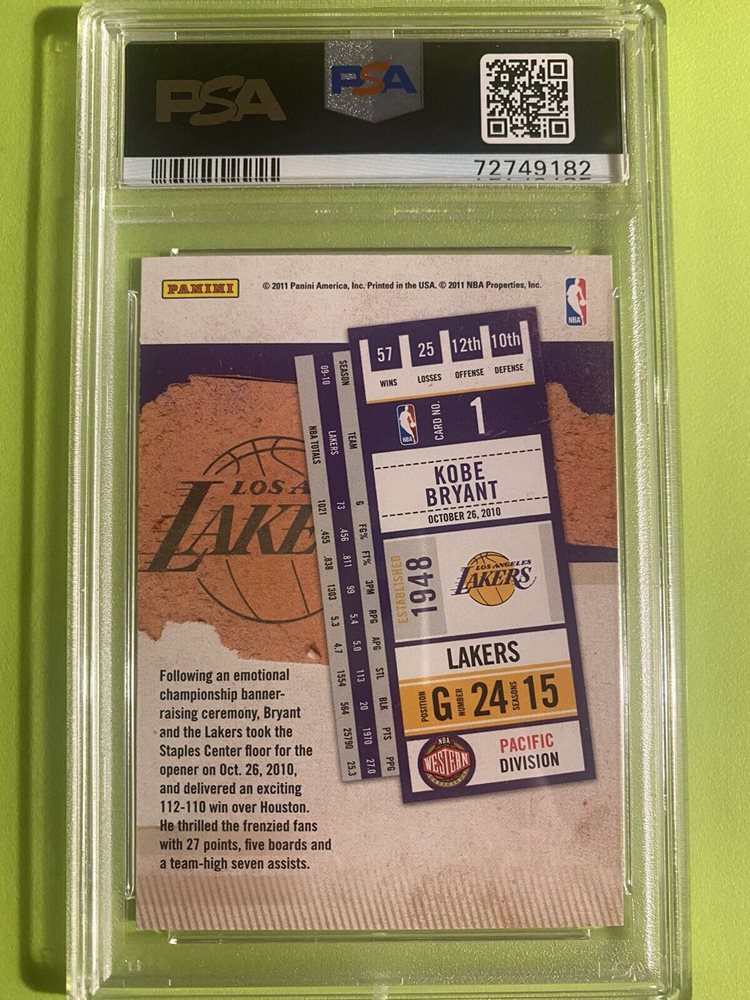 PSA
PSA
72749182
PANINI
© 2011 Panini America, Inc. Printed in the USA. © 2011 NBA Properties, Inc.
NBA
57 25 12th 10th
WINS LOSSES OFFENSE DEFENSE
NBA
CARD NO. 1
KOBE
BRYANT
OCTOBER 26, 2010
ESTABLISHED
1948
LOS ANGELES
LAKERS
LAKERS
POSITION G NUMBER 24 SEASONS 15
NBA
WESTERN
PACIFIC
DIVISION
SEASON TEAM G FG% FT% 3PM RPG APG STL BLK PTS PPG
09-10 LAKERS 73 .456 .811 99 5.4 5.0 113 20 1970 27.0
NBA TOTALS 1021 .455 .838 1303 5.3 4.7 1554 564 25790 25.3
LOS A
LAKE
Following an emotional
championship banner-
raising ceremony, Bryant
and the Lakers took the
Staples Center floor for the
opener on Oct. 26, 2010,
and delivered an exciting
112-110 win over Houston.
He thrilled the frenzied fans
with 27 points, five boards and
a team-high seven assists.
PSA